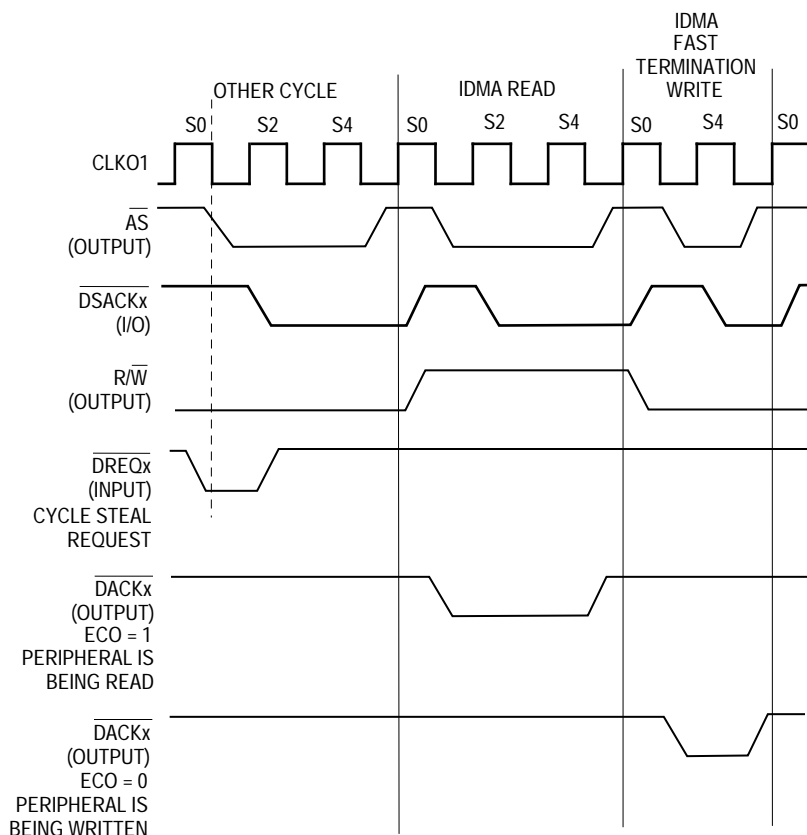 IDMA
FAST
TERMINATION
WRITE
OTHER CYCLE
IDMA READ
S0
S2
S4
S0
S2
S4
S0
S4
S0
CLKO1
AS
(OUTPUT)
DSACKx
(I/O)
R/W
(OUTPUT)
DREQx
(INPUT)
CYCLE STEAL
REQUEST
DACKx
(OUTPUT)
ECO = 1
PERIPHERAL IS
BEING READ
DACKx
(OUTPUT)
ECO = 0
PERIPHERAL IS
BEING WRITTEN